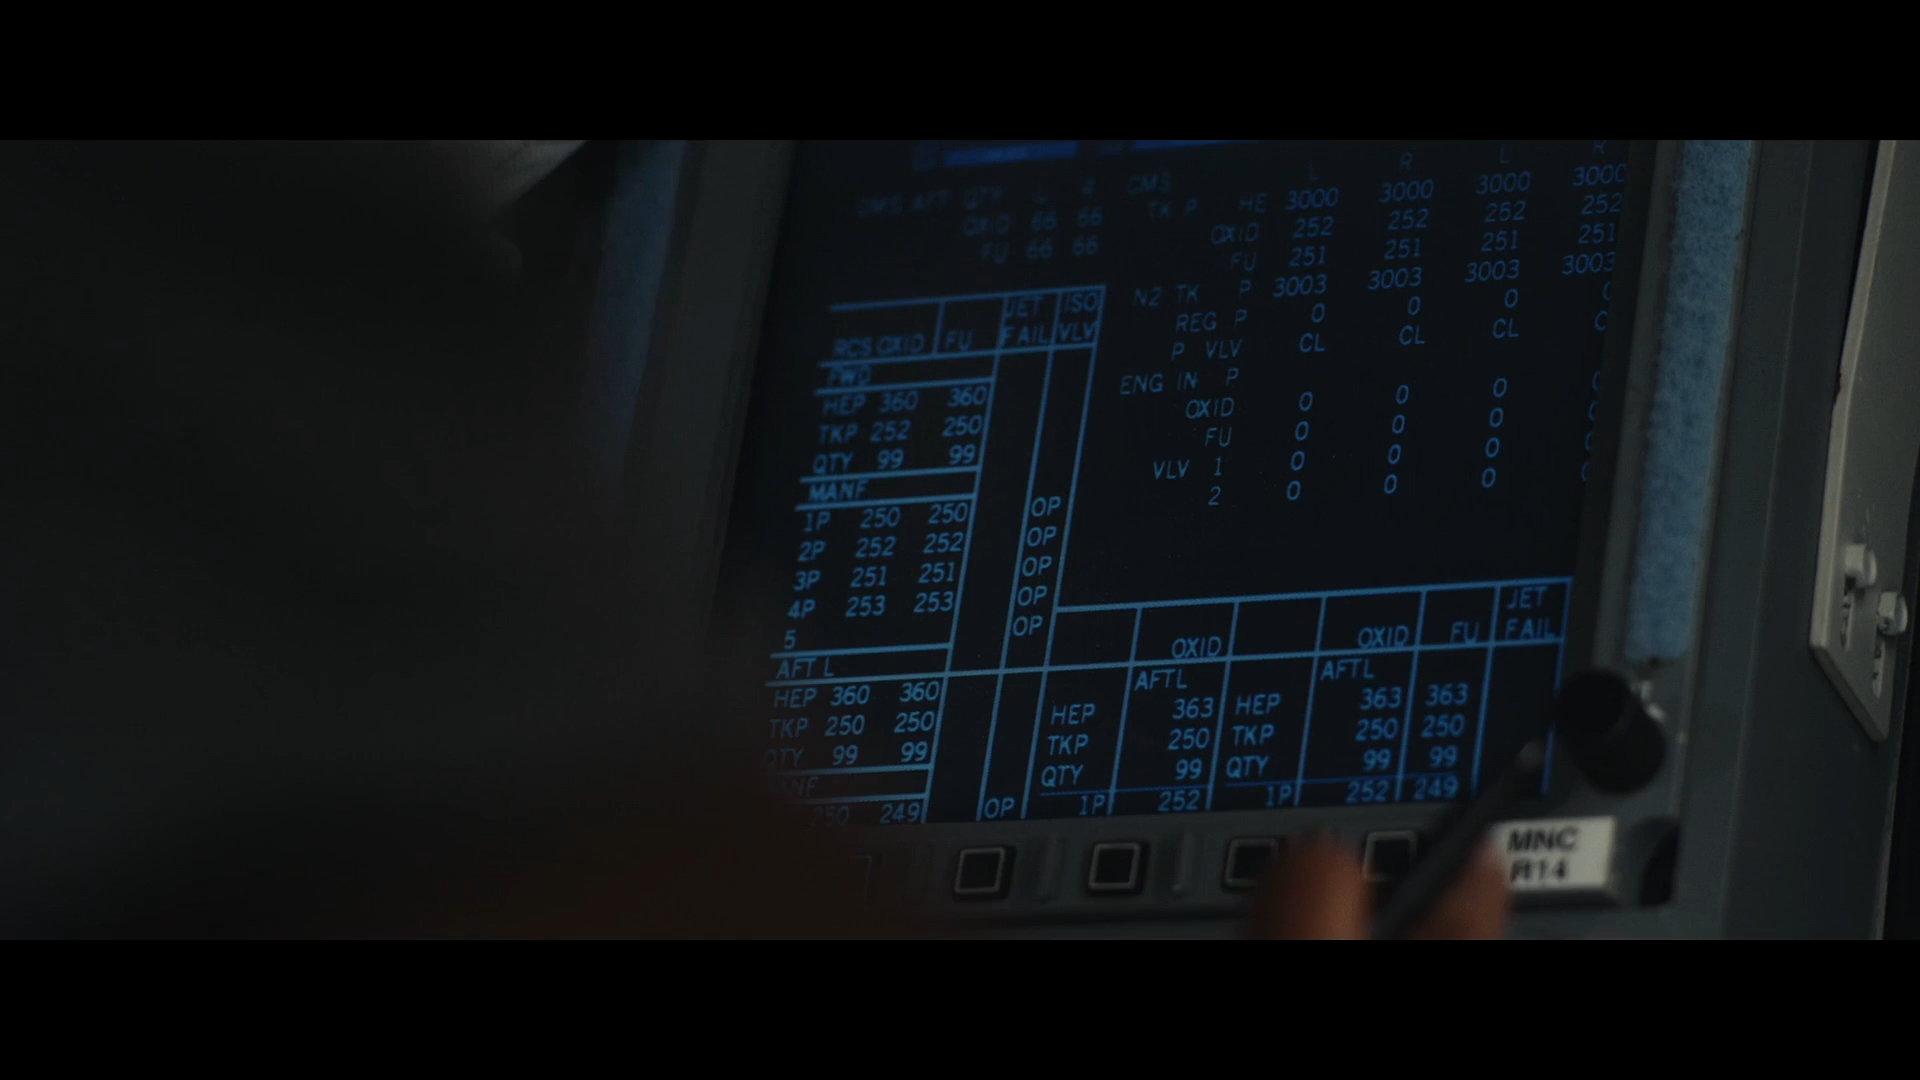 L R L R
OMS AFT QTY L R OMS
OXID 66 66 TK P HE 3000 3000 3000 3000
FU 66 66 OXID 252 252 252 252
FU 251 251 251 251
N2 TK P 3003 3003 3003 3003
REG P 0 0 0
P VLV CL CL CL
ENG IN P
OXID 0 0 0
FU 0 0 0
VLV 1 0 0 0
2 0 0 0
RCS OXID FU JET FAIL ISO VLV
FWD
HEP 360 360
TKP 252 250
QTY 99 99
MANF
1P 250 250 OP
2P 252 252 OP
3P 251 251 OP
4P 253 253 OP
5 OP
AFT L
HEP 360 360
TKP 250 250
QTY 99 99
MANF
250 249 OP
OXID OXID FU JET FAIL
AFTL AFTL
HEP 363 HEP 363 363
TKP 250 TKP 250 250
QTY 99 QTY 99 99
1P 252 1P 252 249
MNC
R14